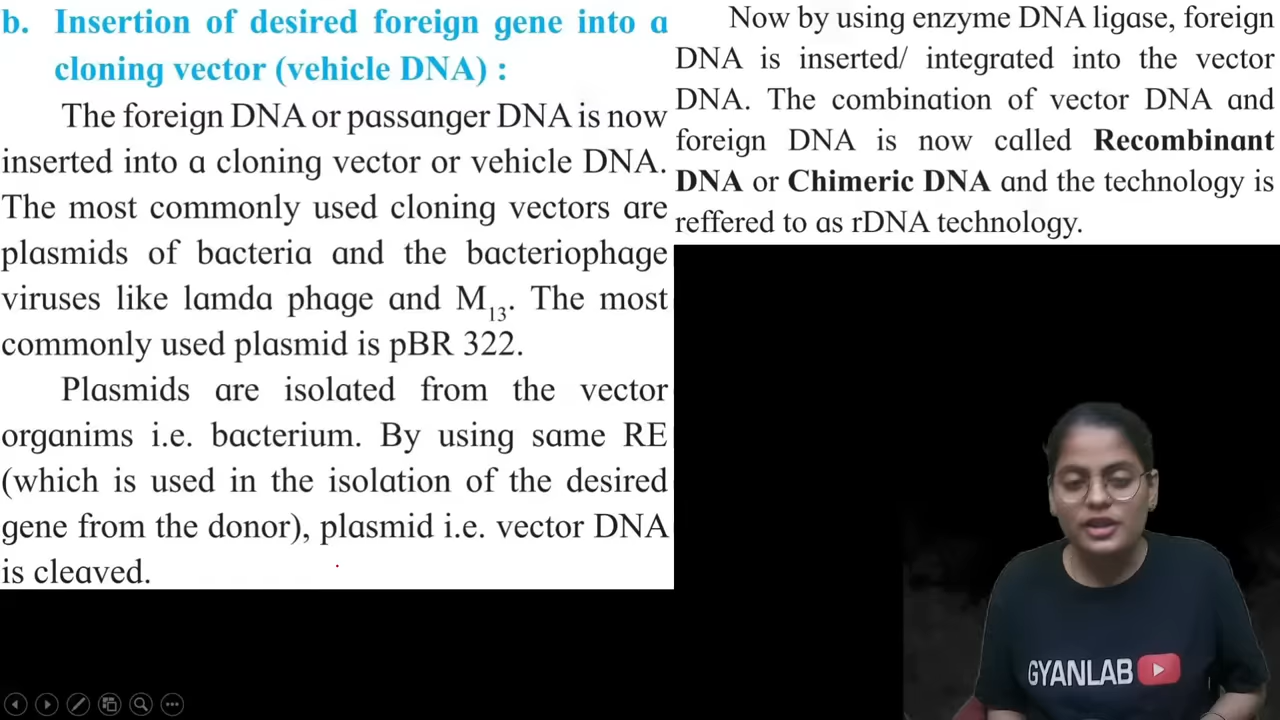 b. Insertion of desired foreign gene into a
cloning vector (vehicle DNA) :
The foreign DNA or passanger DNA is now
inserted into a cloning vector or vehicle DNA.
The most commonly used cloning vectors are
plasmids of bacteria and the bacteriophage
viruses like lamda phage and M13. The most
commonly used plasmid is pBR 322.
Plasmids are isolated from the vector
organims i.e. bacterium. By using same RE
(which is used in the isolation of the desired
gene from the donor), plasmid i.e. vector DNA
is cleaved.
Now by using enzyme DNA ligase, foreign
DNA is inserted/ integrated into the vector
DNA. The combination of vector DNA and
foreign DNA is now called Recombinant
DNA or Chimeric DNA and the technology is
reffered to as rDNA technology.
GYANLAB